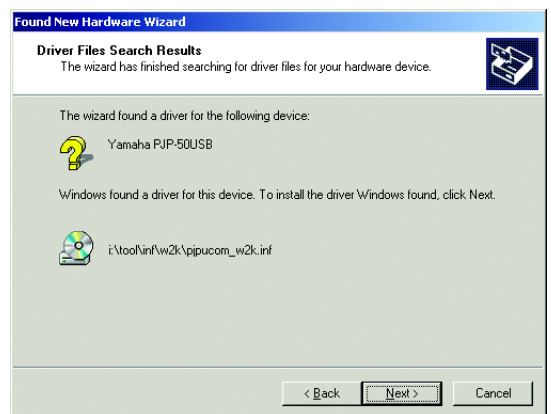 Found New Hardware Wizard
Driver Files Search Results
The wizard has finished searching for driver files for your hardware device.
The wizard found a driver for the following device:
Yamaha PJP-50USB
Windows found a driver for this device. To install the driver Windows found, click Next.
i:\tool\inf\w2k\pjpucom_w2k.inf
< Back Next > Cancel